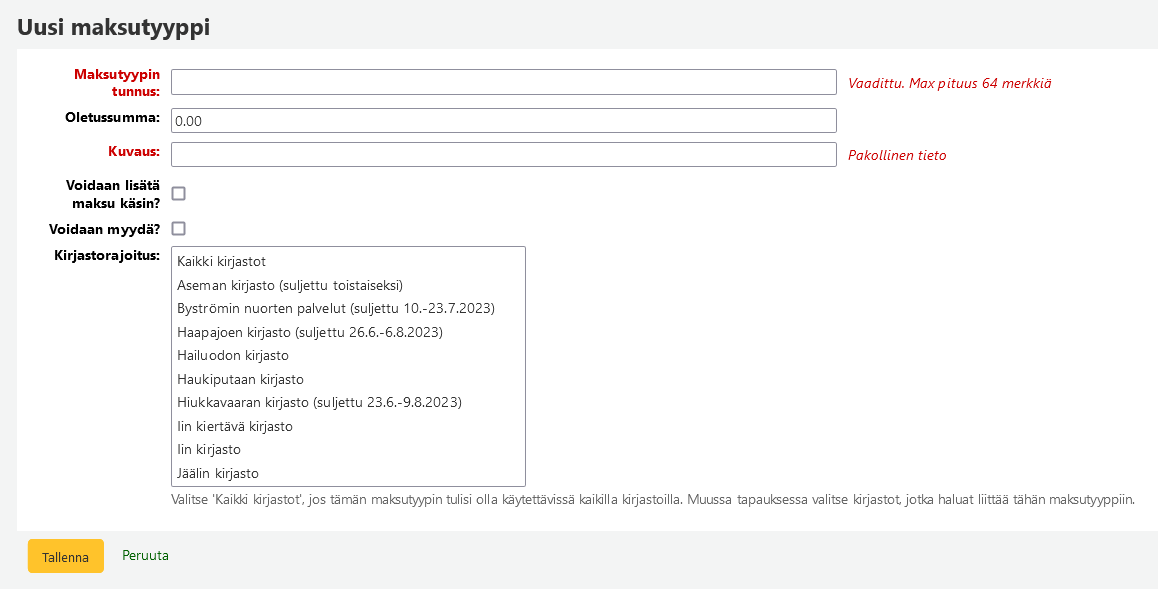 Uusi maksutyyppi
Maksutyypin
tunnus:
Vaadittu. Max pituus 64 merkkiä
Oletussumma:
0.00
Kuvaus:
Pakollinen tieto
Voidaan lisätä
maksu käsin?
Voidaan myydä?
Kirjastorajoitus:
Kaikki kirjastot
Aseman kirjasto (suljettu toistaiseksi)
Byströmin nuorten palvelut (suljettu 10.-23.7.2023)
Haapajoen kirjasto (suljettu 26.6.-6.8.2023)
Hailuodon kirjasto
Haukiputaan kirjasto
Hiukkavaaran kirjasto (suljettu 23.6.-9.8.2023)
Iin kiertävä kirjasto
Iin kirjasto
Jäälin kirjasto
Valitse 'Kaikki kirjastot', jos tämän maksutyypin tulisi olla käytettävissä kaikilla kirjastoilla. Muussa tapauksessa valitse kirjastot, jotka haluat liittää tähän maksutyyppiin.
Tallenna
Peruuta